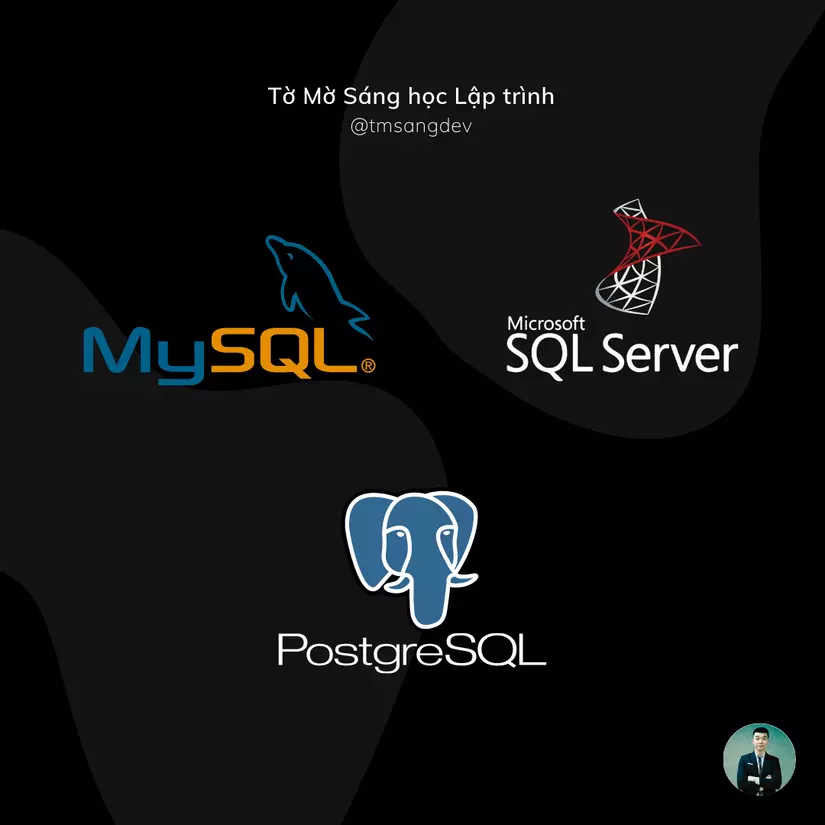 Tờ Mờ Sáng học Lập trình
@tmsangdev
MySQL®
Microsoft
SQL Server
PostgreSQL